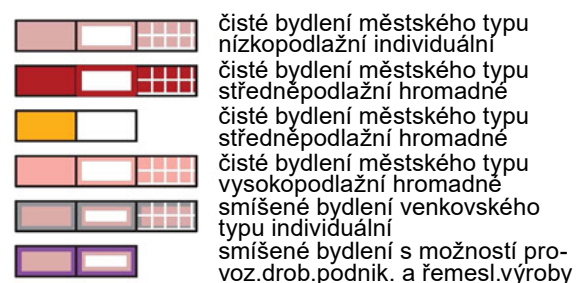 čisté bydlení městského typu
nízkopodlažní individuální
čisté bydlení městského typu
středněpodlažní hromadné
čisté bydlení městského typu
středněpodlažní hromadné
čisté bydlení městského typu
vysokopodlažní hromadné
smíšené bydlení venkovského
typu individuální
smíšené bydlení s možností pro-
voz.drob.podnik. a řemesl.výroby